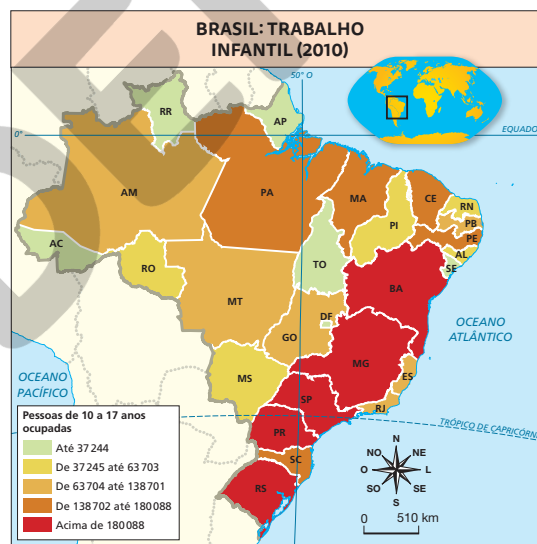 BRASIL: TRABALHO
INFANTIL (2010)
50° O
RR
AP
EQUADO
0°
AM
PA
MA
CE
RN
PB
PE
PI
AL
SE
AC
RO
TO
BA
MT
DF
GO
MG
OCEANO
ATLÂNTICO
OCEANO
PACÍFICO
MS
ES
SP
RJ
TRÓPICO DE CAPRICÓRN
PR
SC
RS
Pessoas de 10 a 17 anos
ocupadas
Até 37 244
De 37 245 até 63 703
De 63 704 até 138 701
De 138 702 até 180 088
Acima de 180 088
N
NO NE
O L
SO SE
S
0 510 km